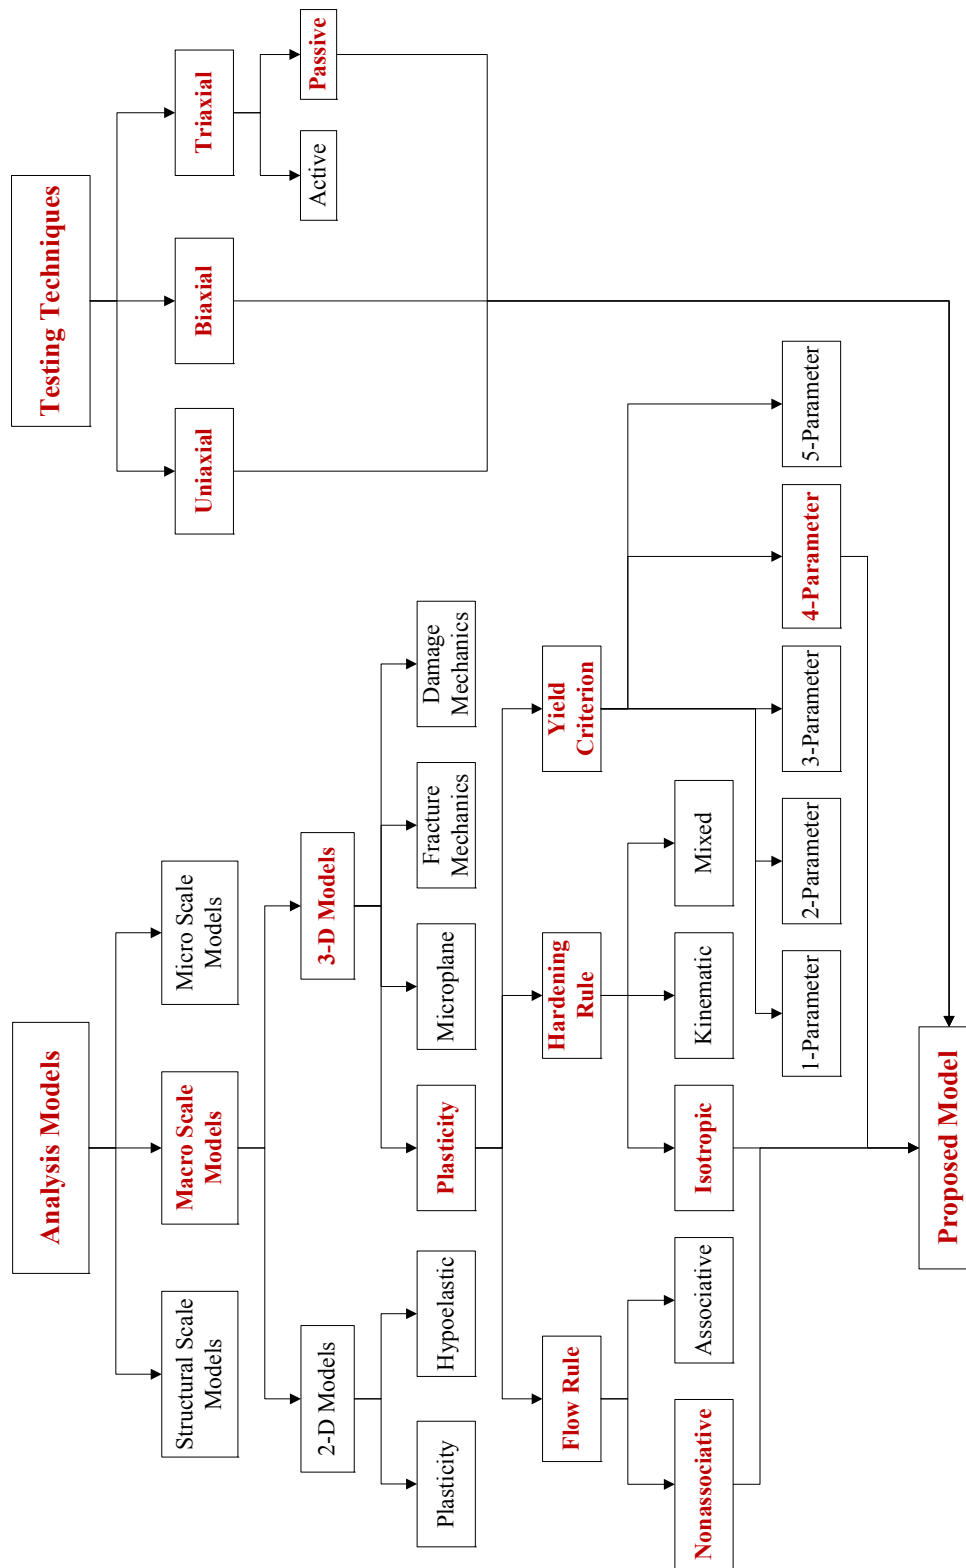 Analysis Models
Testing Techniques
Structural Scale
Models
Macro Scale
Models
Micro Scale
Models
Uniaxial
Biaxial
Triaxial
2-D Models
3-D Models
Active
Passive
Plasticity
Hypoelastic
Plasticity
Microplane
Fracture
Mechanics
Damage
Mechanics
Flow Rule
Hardening
Rule
Yield
Criterion
Nonassociative
Associative
Isotropic
Kinematic
Mixed
1-Parameter
2-Parameter
3-Parameter
4-Parameter
5-Parameter
Proposed Model